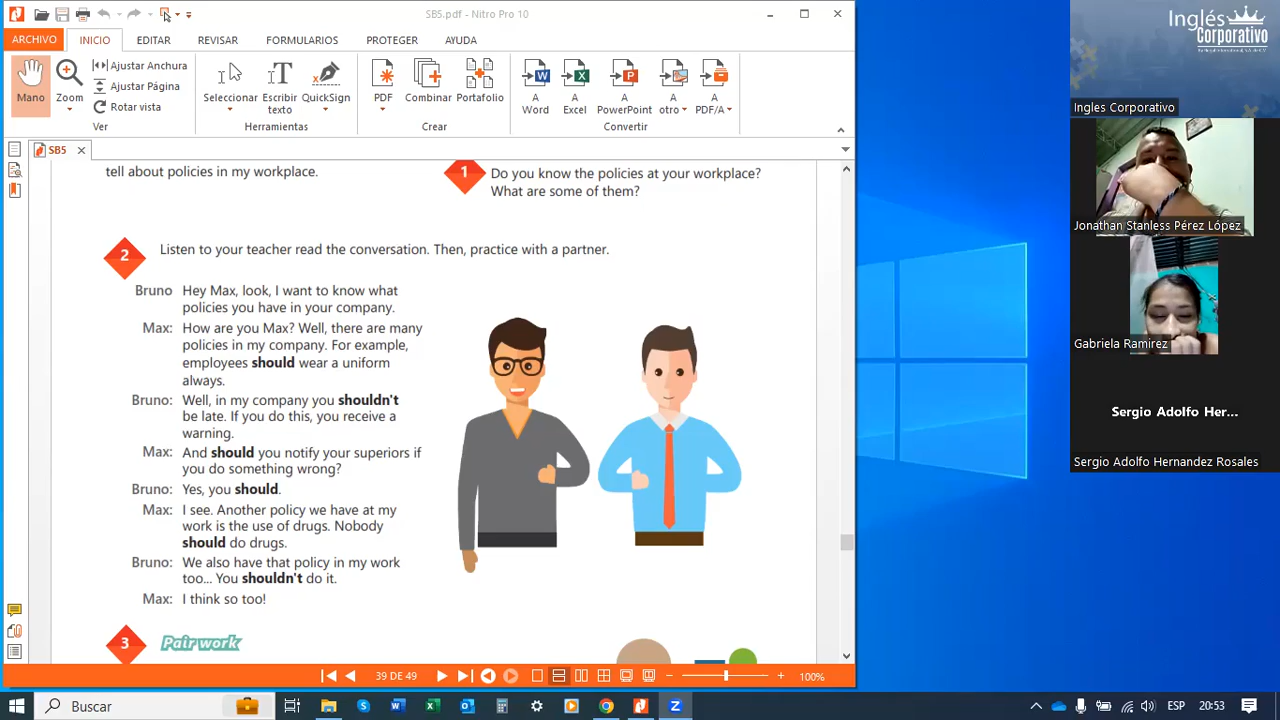 SB5.pdf - Nitro Pro 10
ARCHIVO INICIO EDITAR REVISAR FORMULARIOS PROTEGER AYUDA
Mano
Zoom
Ajustar Anchura
Ajustar Página
Rotar vista
Ver
Seleccionar
Escribir texto
QuickSign
Herramientas
PDF
Combinar
Portafolio
Crear
A Word
A Excel
A PowerPoint
A otro
A PDF/A
Convertir
SB5
tell about policies in my workplace.
1 Do you know the policies at your workplace?
What are some of them?
2 Listen to your teacher read the conversation. Then, practice with a partner.
Bruno Hey Max, look, I want to know what
policies you have in your company.
Max: How are you Max? Well, there are many
policies in my company. For example,
employees should wear a uniform
always.
Bruno: Well, in my company you shouldn't
be late. If you do this, you receive a
warning.
Max: And should you notify your superiors if
you do something wrong?
Bruno: Yes, you should.
Max: I see. Another policy we have at my
work is the use of drugs. Nobody
should do drugs.
Bruno: We also have that policy in my work
too... You shouldn't do it.
Max: I think so too!
3 Pair work
39 DE 49
100%
Buscar
ESP 20:53
Inglés
Corporativo
Ingles Corporativo
Jonathan Stanless Pérez López
Gabriela Ramirez
Sergio Adolfo Her...
Sergio Adolfo Hernandez Rosales